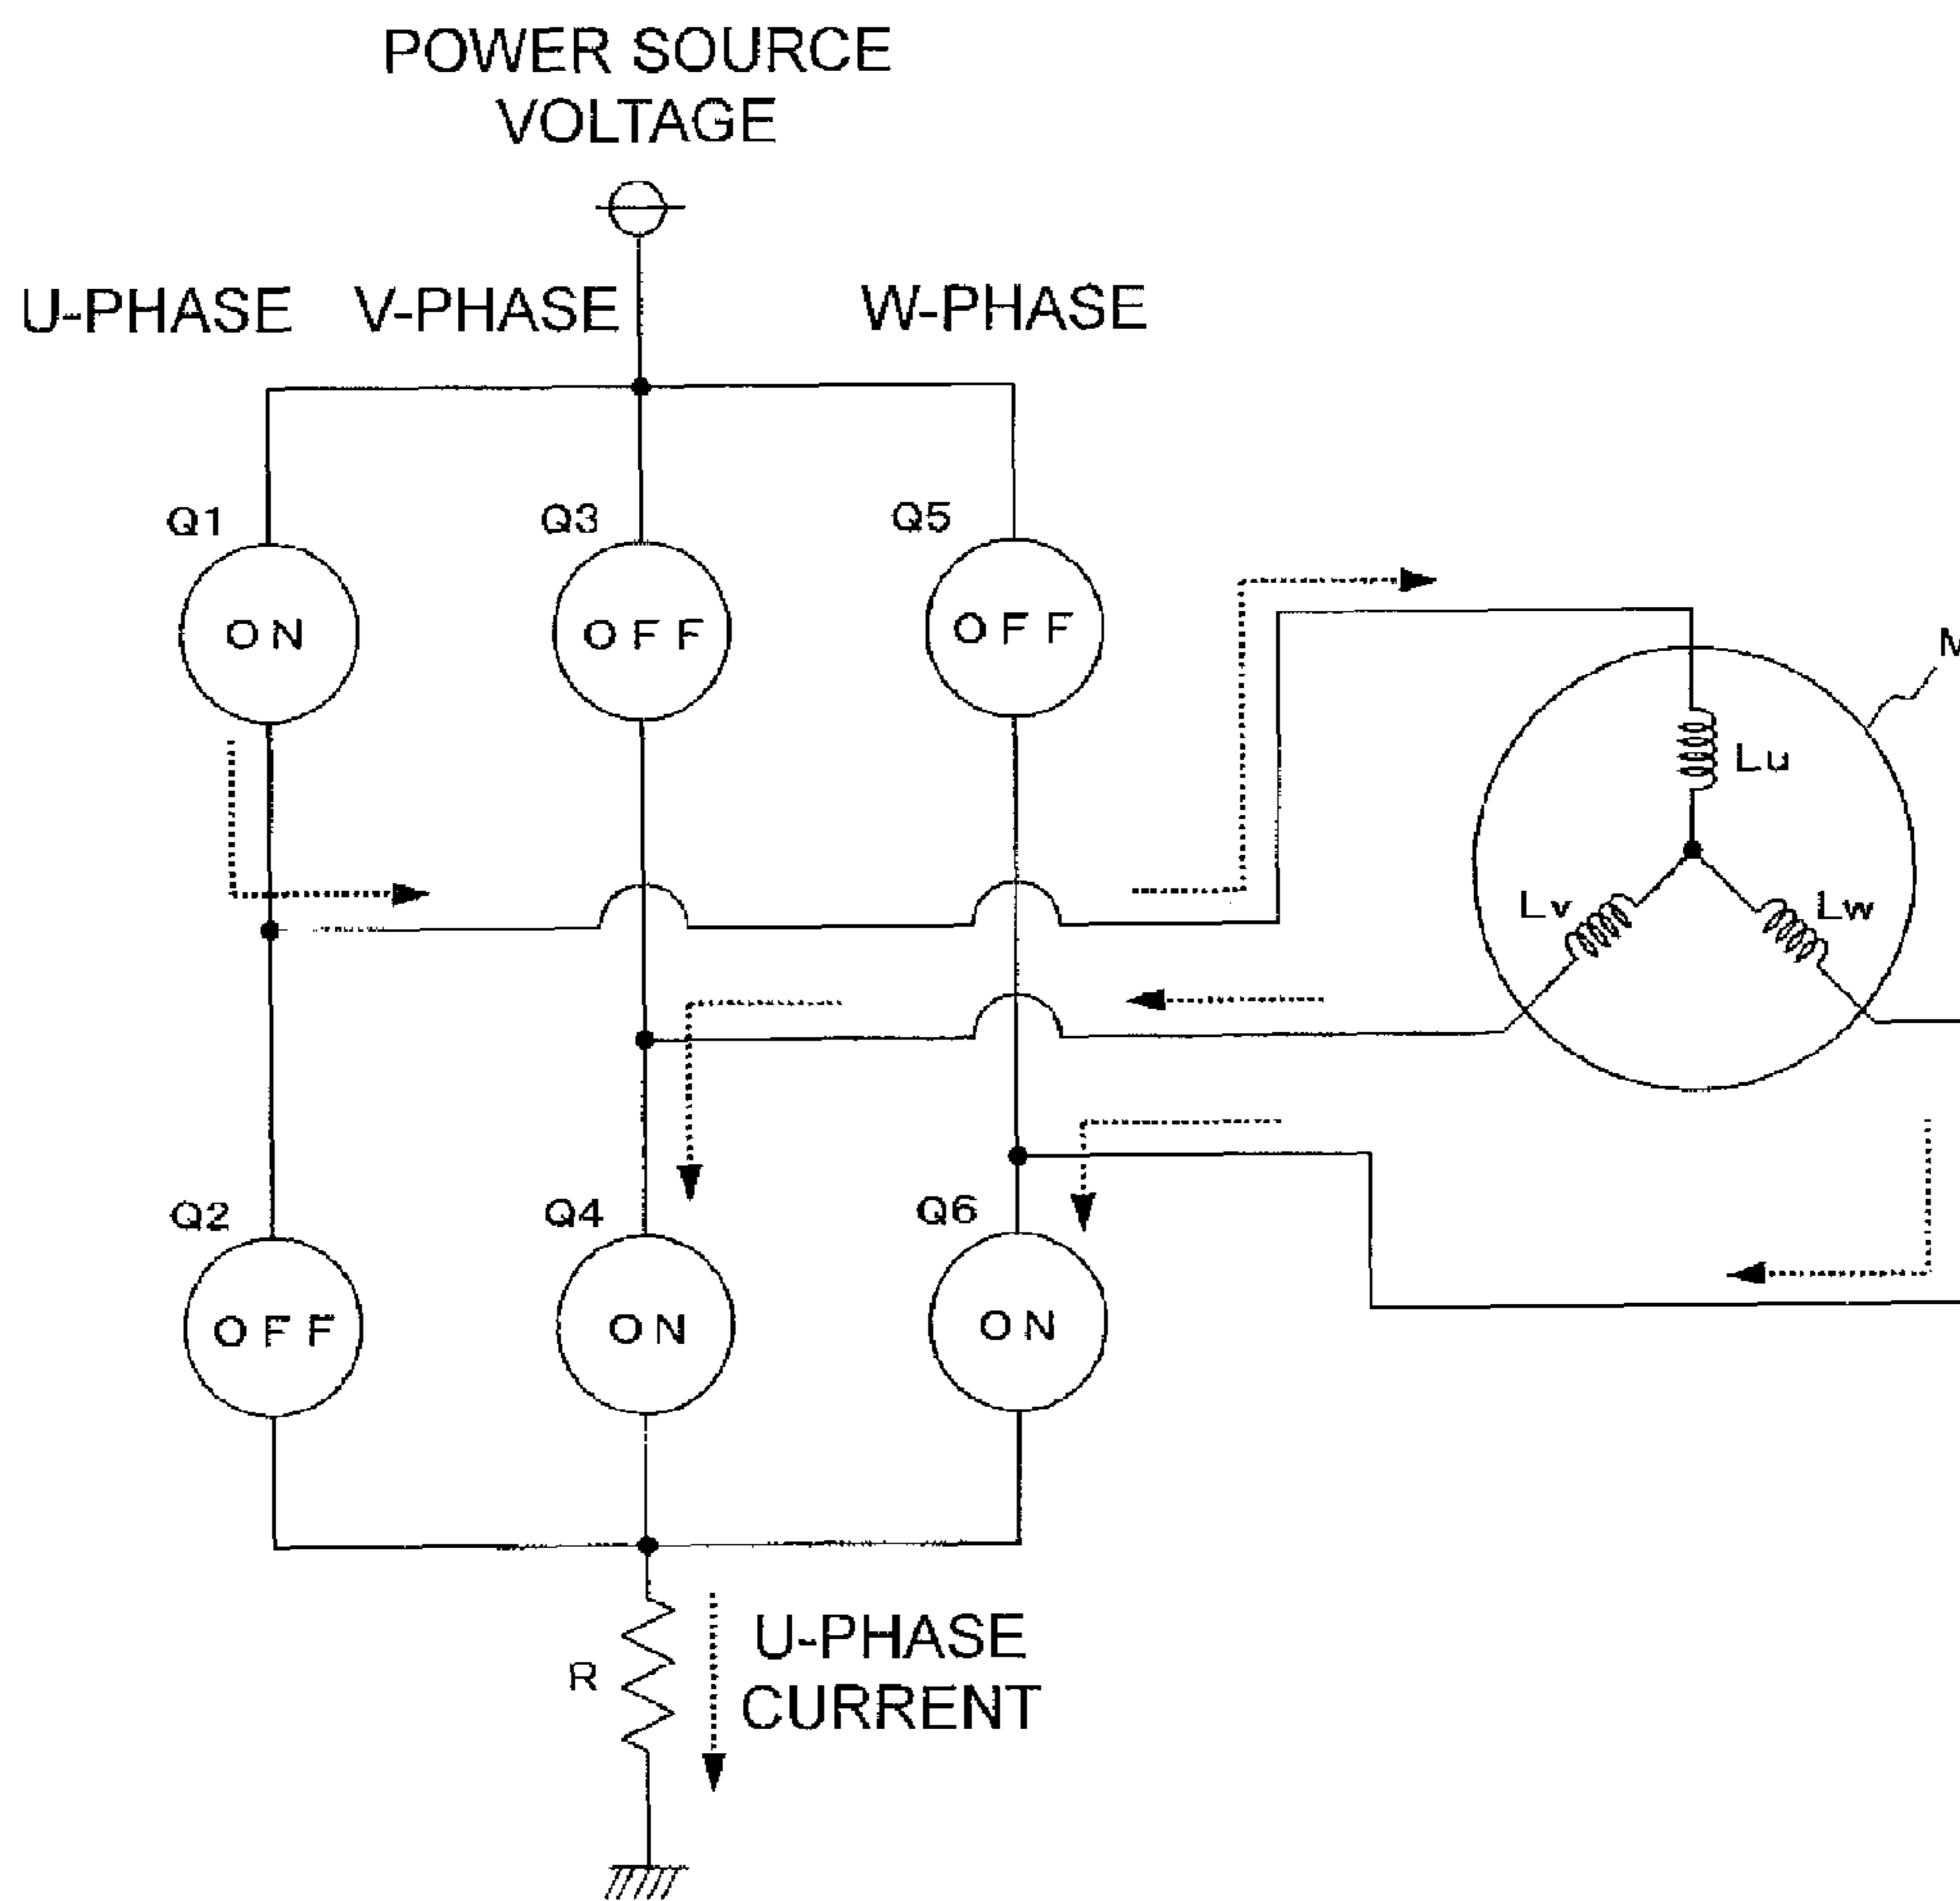 POWER SOURCE
VOLTAGE
U-PHASE V-PHASE W-PHASE
Q1 Q3 Q5
ON OFF OFF
M
Lu
Lv Lw
Q2 Q4 Q6
OFF ON ON
U-PHASE
CURRENT
R